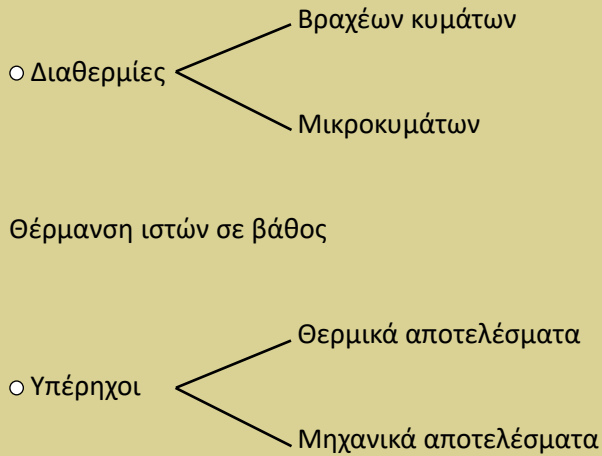 Βραχέων κυμάτων
Διαθερμίες
Μικροκυμάτων
Θέρμανση ιστών σε βάθος
Θερμικά αποτελέσματα
Υπέρηχοι
Μηχανικά αποτελέσματα